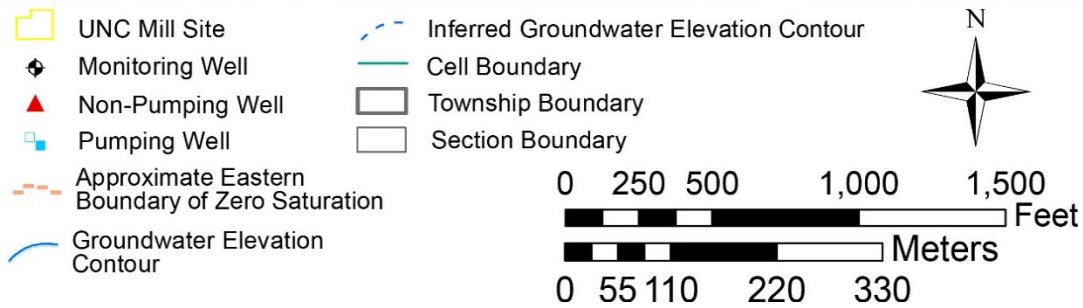 UNC Mill Site
Monitoring Well
Non-Pumping Well
Pumping Well
Approximate Eastern
Boundary of Zero Saturation
Groundwater Elevation
Contour
Inferred Groundwater Elevation Contour
Cell Boundary
Township Boundary
Section Boundary
N
0 250 500 1,000 1,500
Feet
Meters
0 55 110 220 330